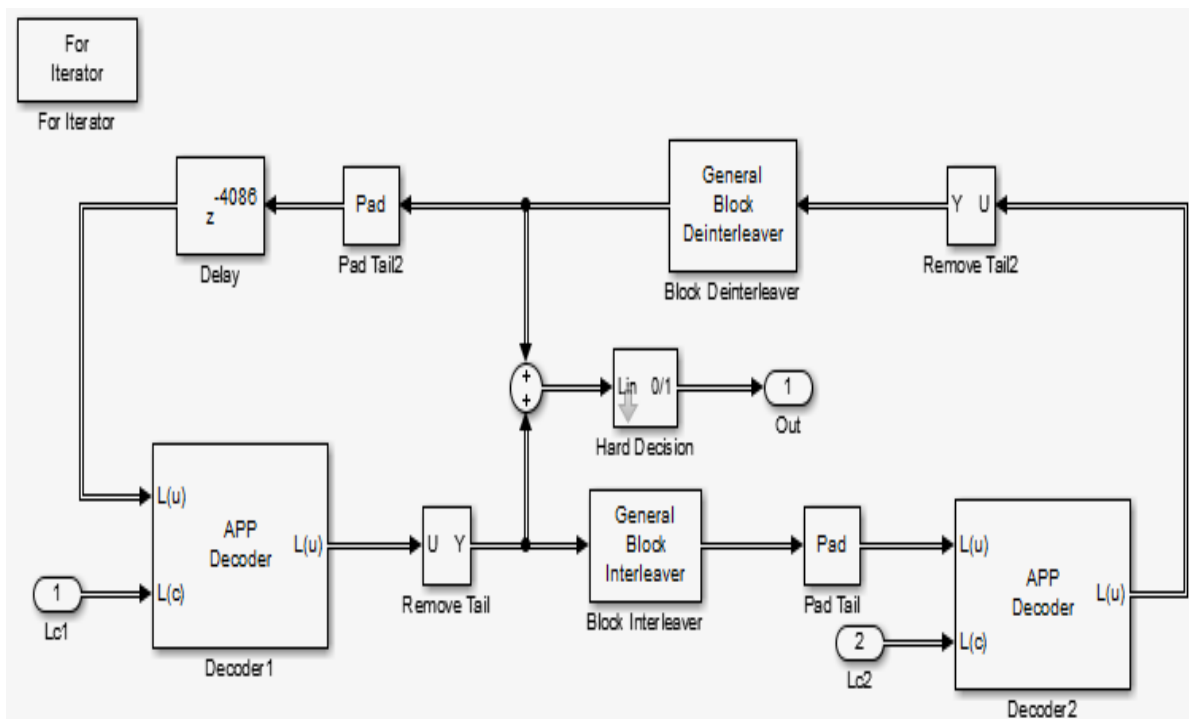 For
Iterator
For Iterator
-4086
z
Delay
Pad
Pad Tail2
General
Block
Deinterleaver
Block Deinterleaver
Y U
Remove Tail2
+
+
Lin 0/1
Hard Decision
1
Out
L(u)
APP
Decoder
L(u)
L(c)
Decoder1
1
Lc1
U Y
Remove Tail
General
Block
Interleaver
Block Interleaver
Pad
Pad Tail
L(u)
APP
Decoder
L(u)
L(c)
Decoder2
2
Lc2